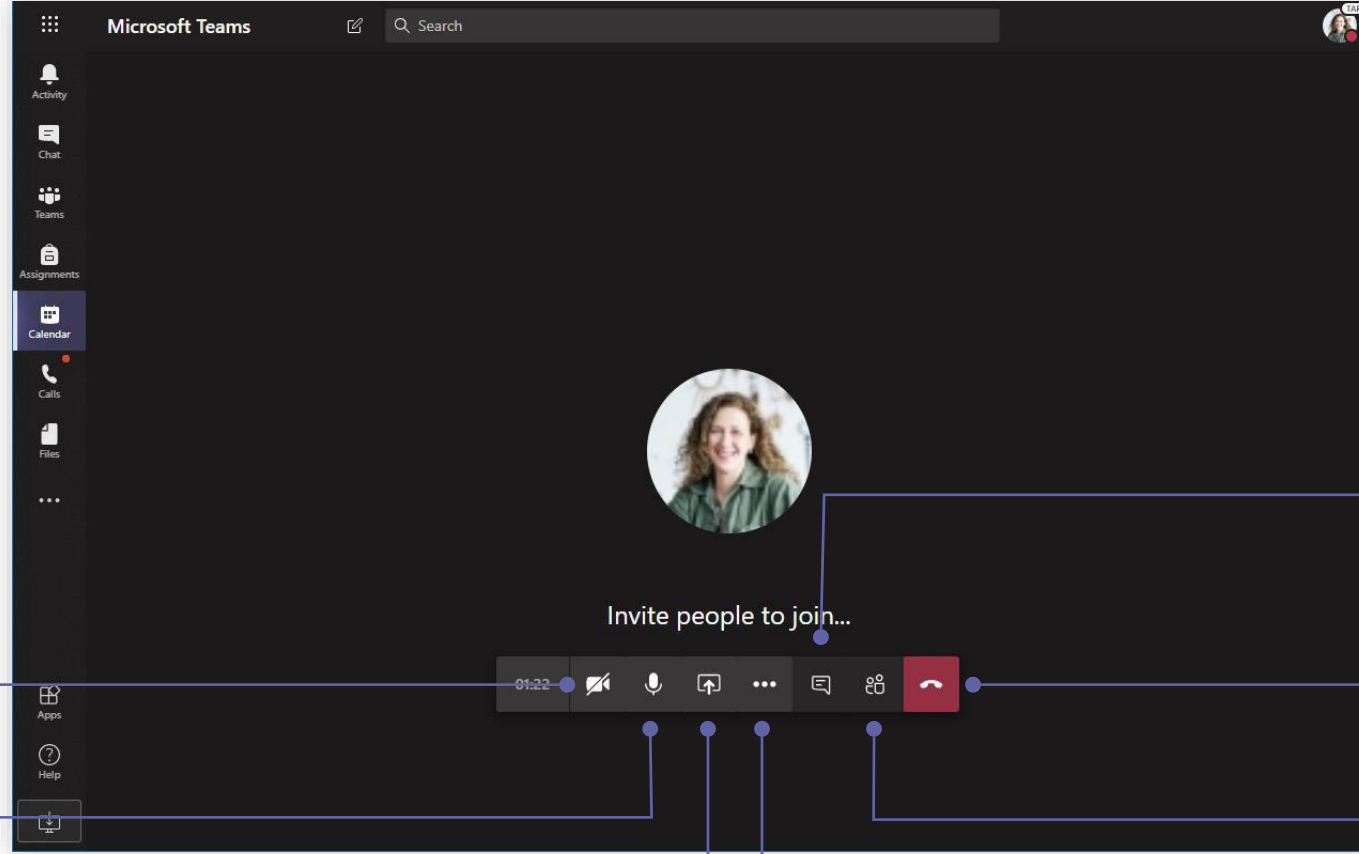 Microsoft Teams
Search
Activity
Chat
Teams
Assignments
Calendar
Calls
Files
Invite people to join...
01:22
Apps
Help